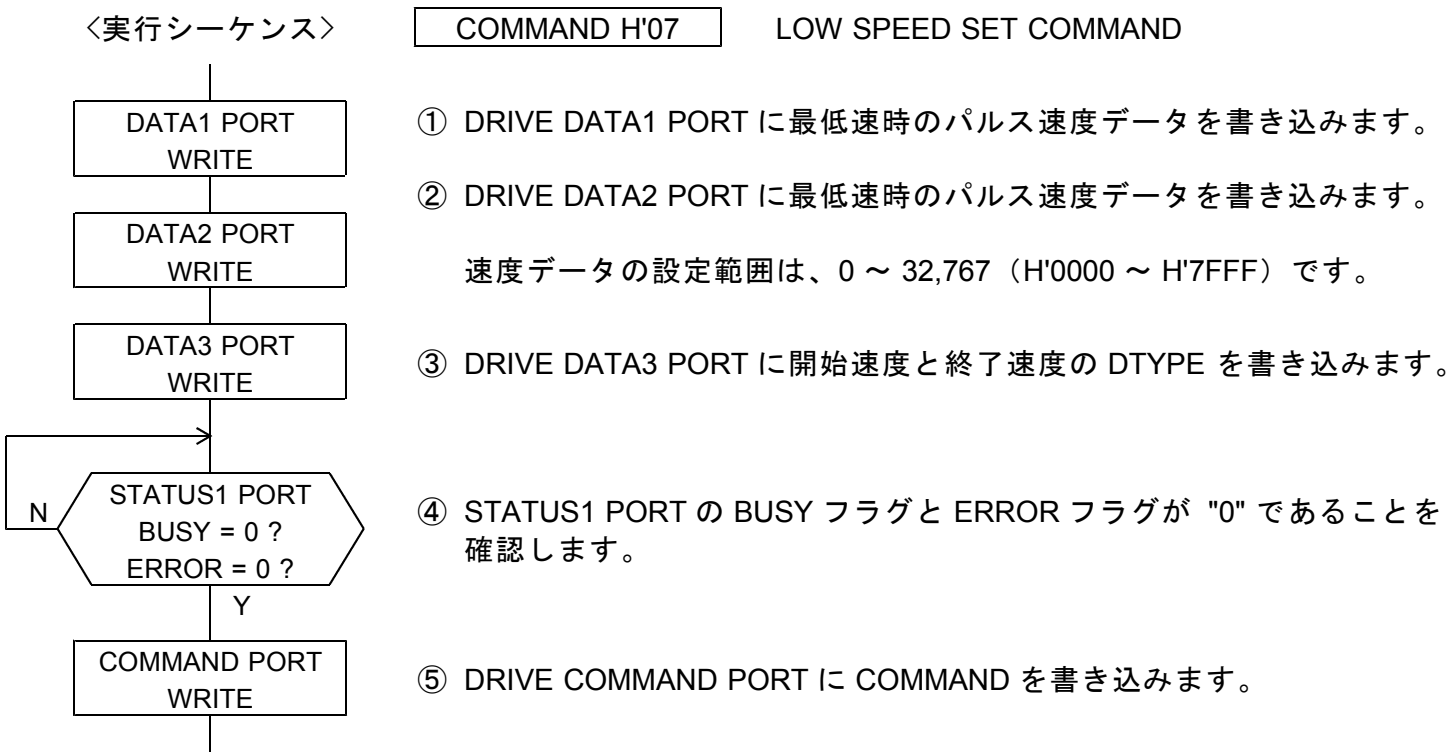 〈実行シーケンス〉
COMMAND H'07 LOW SPEED SET COMMAND
DATA1 PORT
WRITE
① DRIVE DATA1 PORT に最低速時のパルス速度データを書き込みます。
DATA2 PORT
WRITE
② DRIVE DATA2 PORT に最低速時のパルス速度データを書き込みます。
速度データの設定範囲は、0 ～ 32,767（H'0000 ～ H'7FFF）です。
DATA3 PORT
WRITE
③ DRIVE DATA3 PORT に開始速度と終了速度の DTYPE を書き込みます。
N
STATUS1 PORT
BUSY = 0 ?
ERROR = 0 ?
Y
④ STATUS1 PORT の BUSY フラグと ERROR フラグが "0" であることを
確認します。
COMMAND PORT
WRITE
⑤ DRIVE COMMAND PORT に COMMAND を書き込みます。